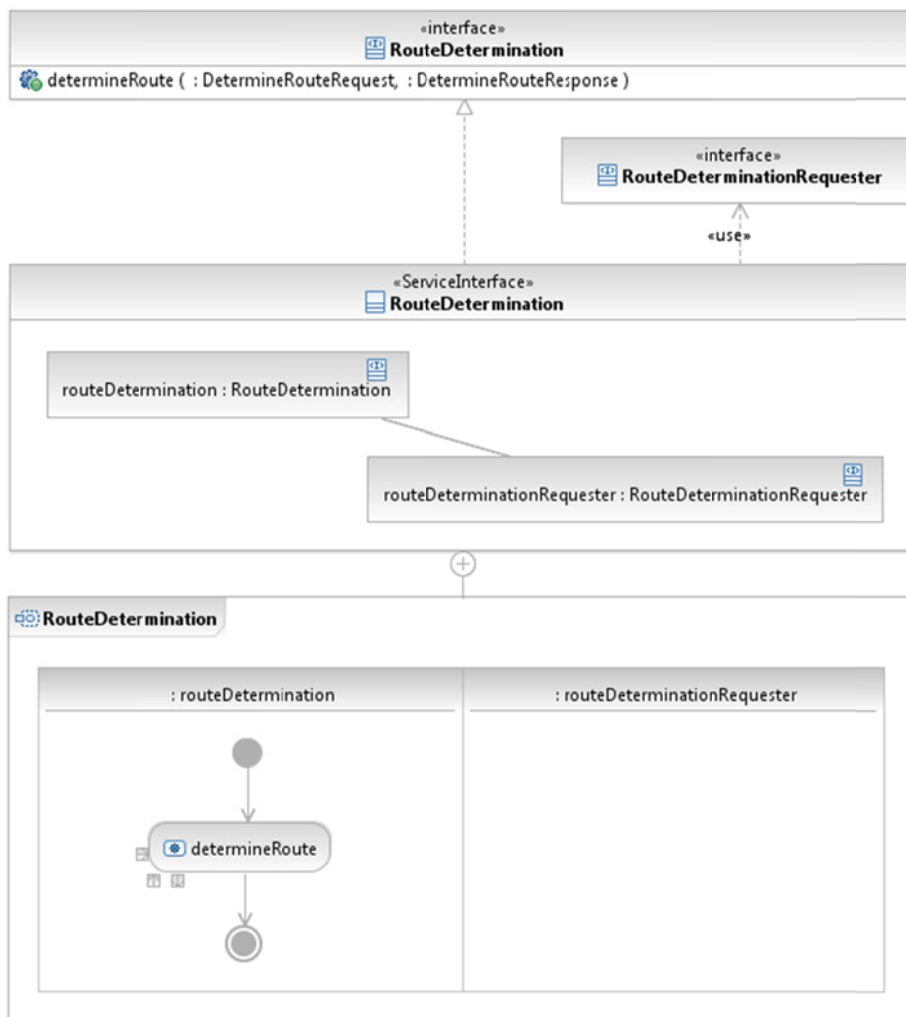 «interface»
RouteDetermination
determineRoute ( : DetermineRouteRequest, : DetermineRouteResponse )
«interface»
RouteDeterminationRequester
«use»
«ServiceInterface»
RouteDetermination
routeDetermination : RouteDetermination
routeDeterminationRequester : RouteDeterminationRequester
RouteDetermination
: routeDetermination
: routeDeterminationRequester
determineRoute